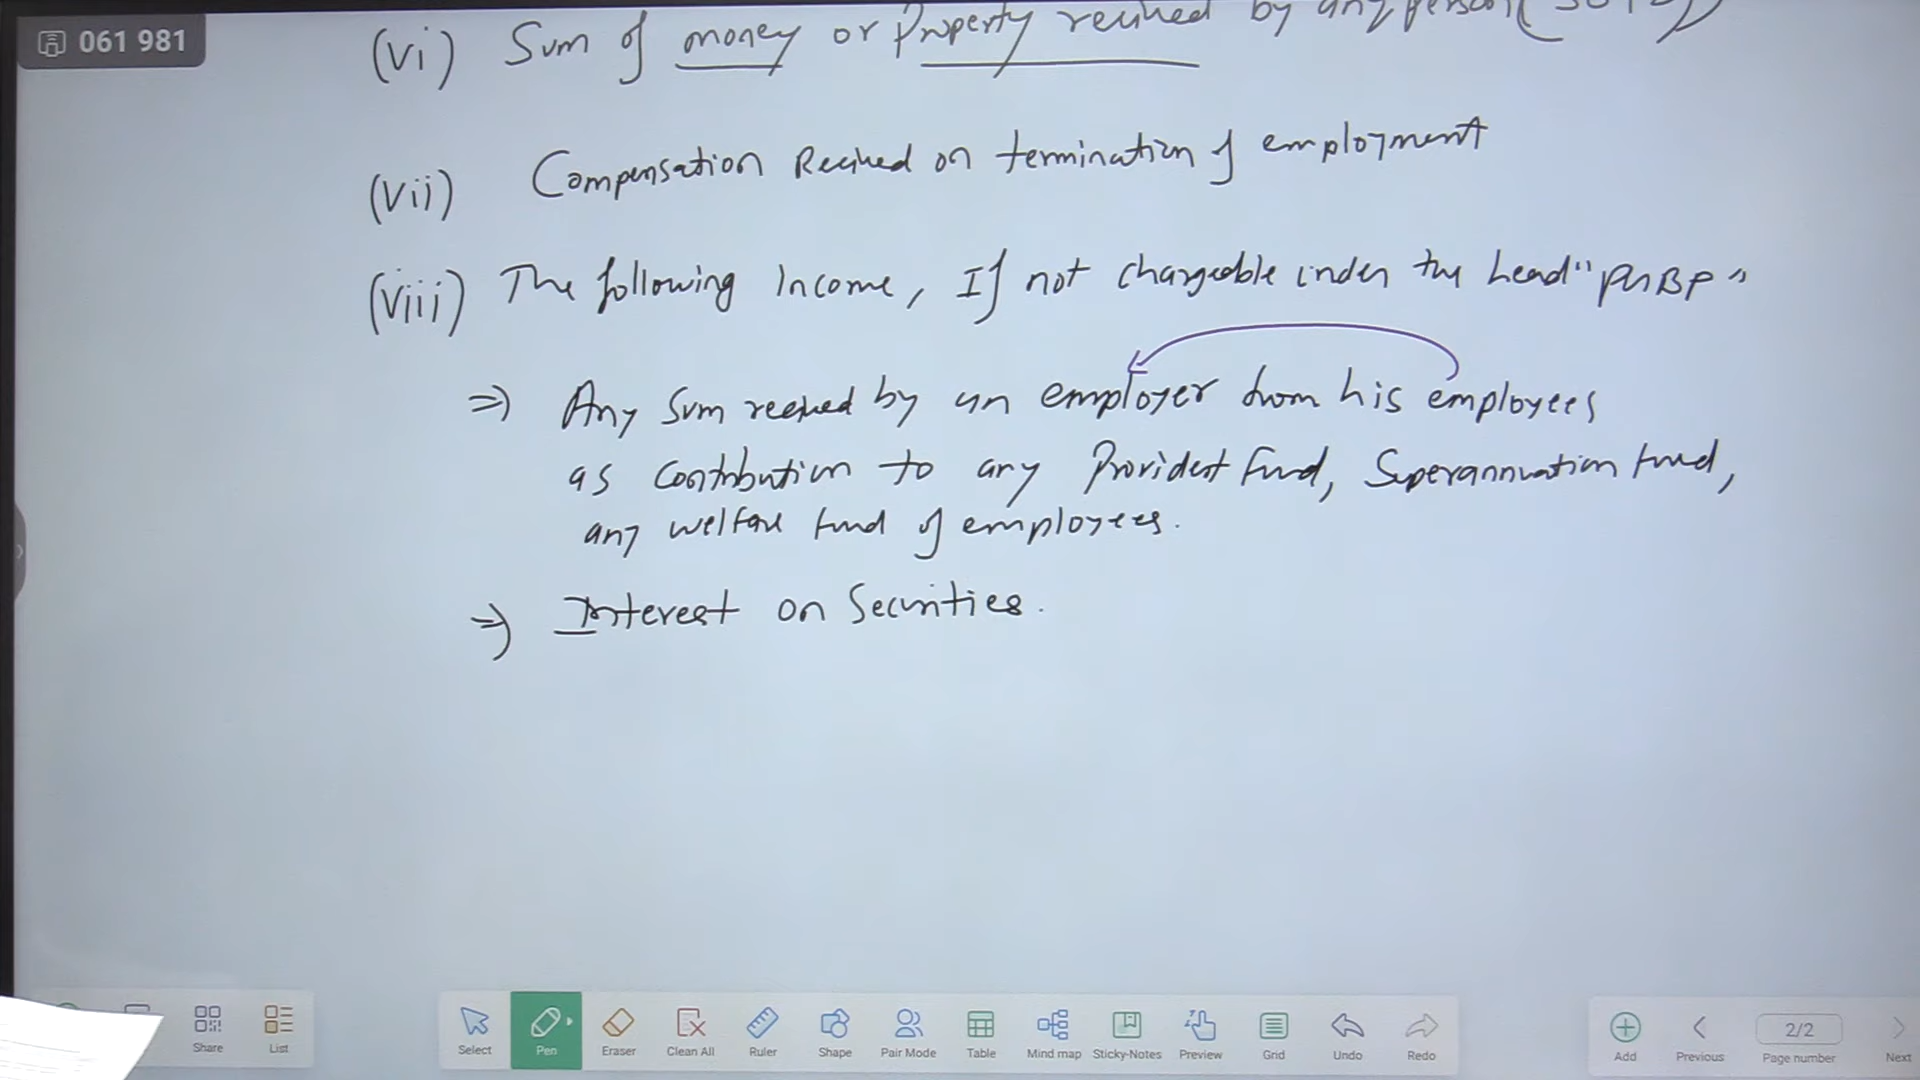 061 981
(vi) Sum of money or Property received by any person (
(vii) Compensation Received on termination of employment
(viii) The following Income, If not chargeable under the head "PGBP"
⇒ Any Sum received by an employer from his employees
as Contribution to any Provident Fund, Superannuation Fund,
any welfare fund of employees.
⇒ Interest on Securities.
Share
List
Select
Pen
Eraser
Clean All
Ruler
Shape
Pair Mode
Table
Mind map
Sticky-Notes
Preview
Grid
Undo
Redo
Add
Previous
2/2
Page number
Next